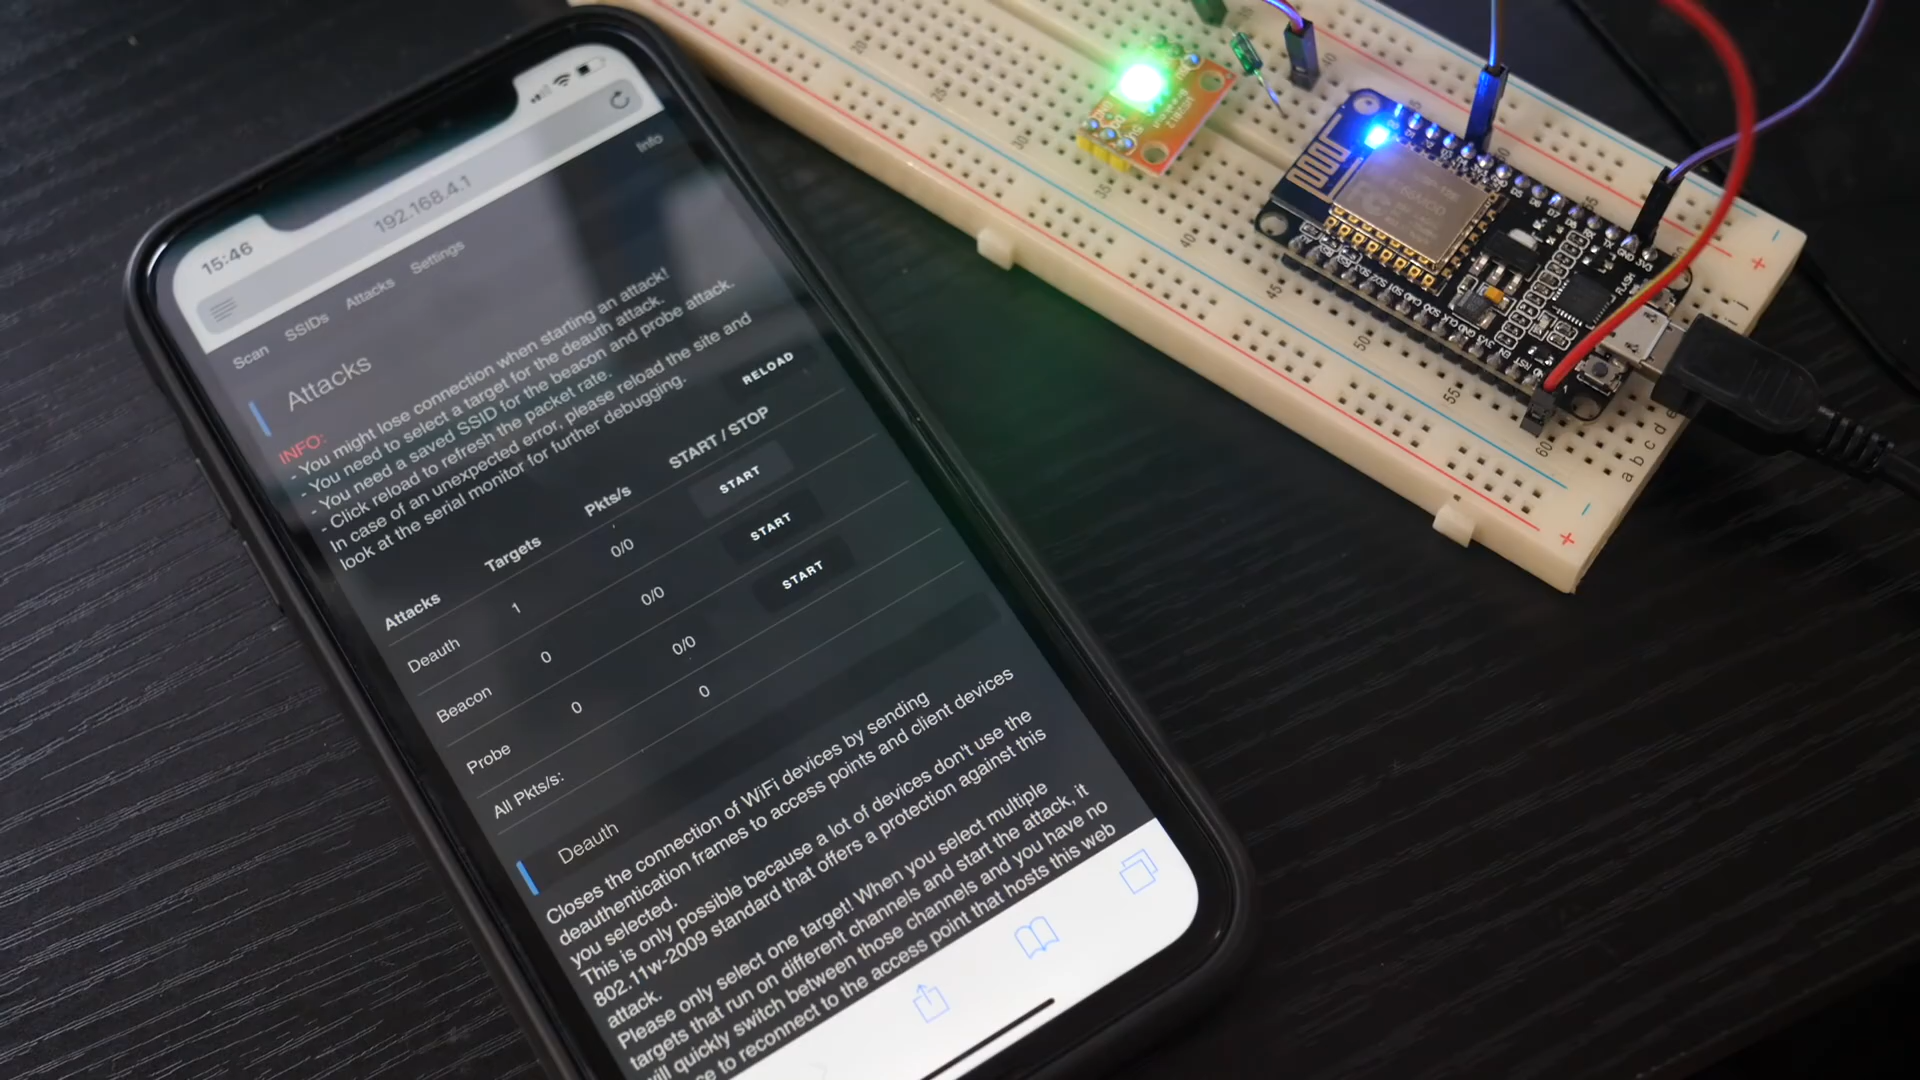 15:46
192.168.4.1
Scan SSIDs Attacks Settings Info
Attacks
INFO:
- You might lose connection when starting an attack!
- You need to select a target for the deauth attack.
- You need a saved SSID for the beacon and probe attack.
- Click reload to refresh the packet rate.
In case of an unexpected error, please reload the site and
look at the serial monitor for further debugging.
RELOAD
Attacks Targets Pkts/s START / STOP
Deauth 1 0/0 START
Beacon 0 0/0 START
Probe 0 0/0 START
All Pkts/s: 0
Deauth
Closes the connection of WiFi devices by sending
deauthentication frames to access points and client devices
you selected.
This is only possible because a lot of devices don't use the
802.11w-2009 standard that offers a protection against this
attack.
Please only select one target! When you select multiple
targets that run on different channels and start the attack, it
will quickly switch between those channels and you have no
to reconnect to the access point that hosts this web
25
30
35
40
45
50
55
60
a b c d e